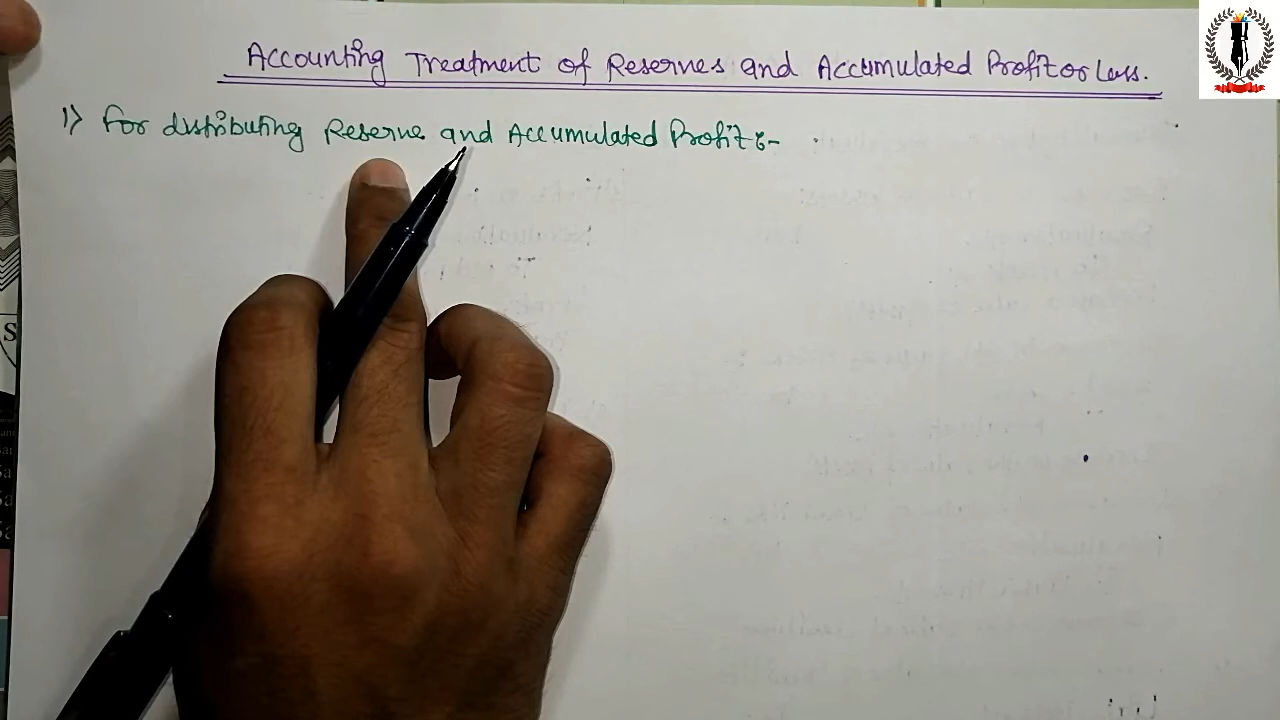 Accounting Treatment of Reserves and Accumulated Profit or Loss.
1) For distributing Reserve and Accumulated Profit :-